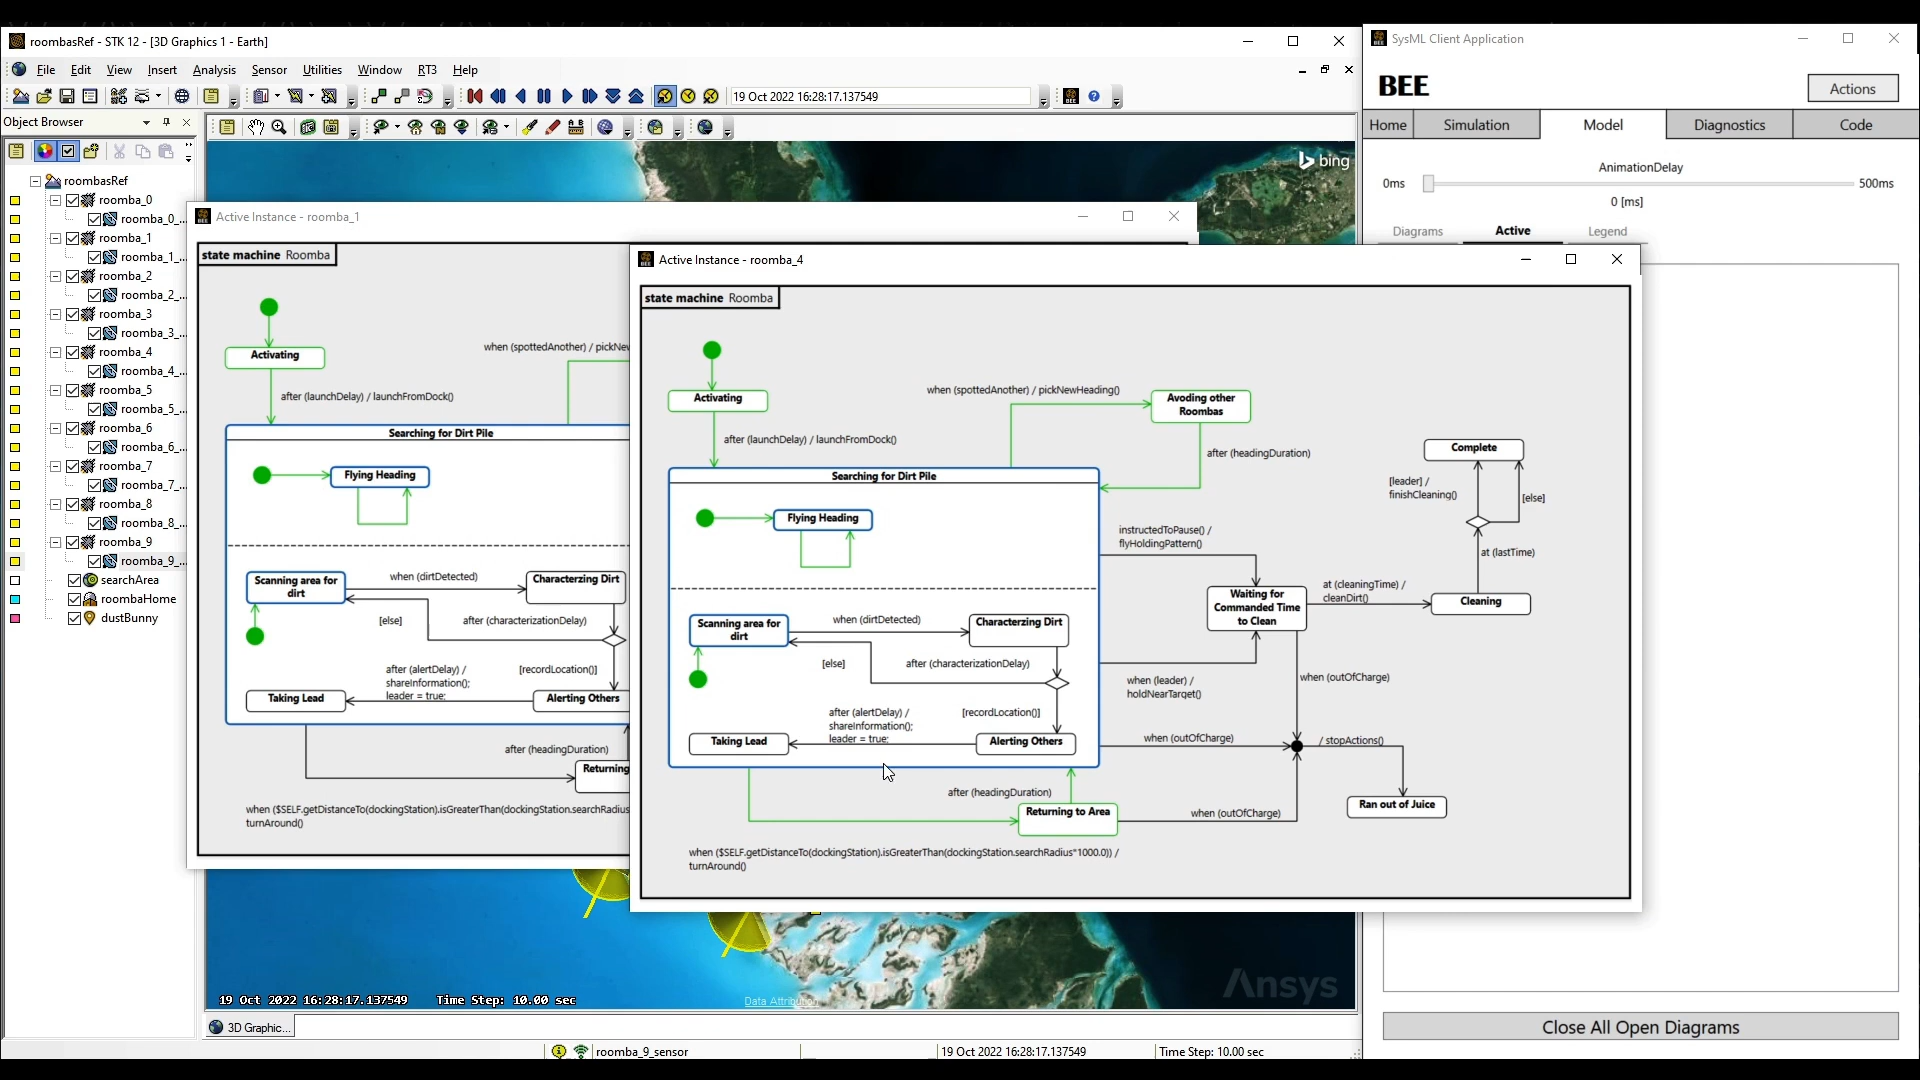 roombasRef - STK 12 - [3D Graphics 1 - Earth]
File Edit View Insert Analysis Sensor Utilities Window RT3 Help
19 Oct 2022 16:28:17.137549
Object Browser
roombasRef
roomba_0
roomba_0_...
roomba_1
roomba_1_...
roomba_2
roomba_2_...
roomba_3
roomba_3_...
roomba_4
roomba_4_...
roomba_5
roomba_5_...
roomba_6
roomba_6_...
roomba_7
roomba_7_...
roomba_8
roomba_8_...
roomba_9
roomba_9_...
searchArea
roombaHome
dustBunny
bing
Active Instance - roomba_1
state machine Roomba
Activating
when (spottedAnother) / pickNew
after (launchDelay) / launchFromDock()
Searching for Dirt Pile
Flying Heading
Scanning area for
dirt
when (dirtDetected)
Characterzing Dirt
[else]
after (characterizationDelay)
after (alertDelay) /
shareInformation();
leader = true;
[recordLocation()]
Taking Lead
Alerting Others
after (headingDuration)
Returning
when ($SELF.getDistanceTo(dockingStation).isGreaterThan(dockingStation.searchRadius
turnAround()
Active Instance - roomba_4
state machine Roomba
Activating
when (spottedAnother) / pickNewHeading()
Avoding other
Roombas
after (launchDelay) / launchFromDock()
after (headingDuration)
Searching for Dirt Pile
Flying Heading
Complete
[leader] /
finishCleaning()
[else]
at (lastTime)
instructedToPause() /
flyHoldingPattern()
Waiting for
Commanded Time
to Clean
at (cleaningTime) /
cleanDirt()
Cleaning
Scanning area for
dirt
when (dirtDetected)
Characterzing Dirt
[else]
after (characterizationDelay)
when (leader) /
holdNearTarget()
when (outOfCharge)
after (alertDelay) /
shareInformation();
leader = true;
[recordLocation()]
Taking Lead
Alerting Others
when (outOfCharge)
/ stopActions()
after (headingDuration)
Returning to Area
when (outOfCharge)
Ran out of Juice
when ($SELF.getDistanceTo(dockingStation).isGreaterThan(dockingStation.searchRadius*1000.0)) /
turnAround()
19 Oct 2022 16:28:17.137549 Time Step: 10.00 sec
Data Attribution
Ansys
3D Graphic...
roomba_9_sensor
19 Oct 2022 16:28:17.137549
Time Step: 10.00 sec
SysML Client Application
BEE
Actions
Home Simulation Model Diagnostics Code
AnimationDelay
0ms
500ms
0 [ms]
Diagrams Active Legend
Close All Open Diagrams